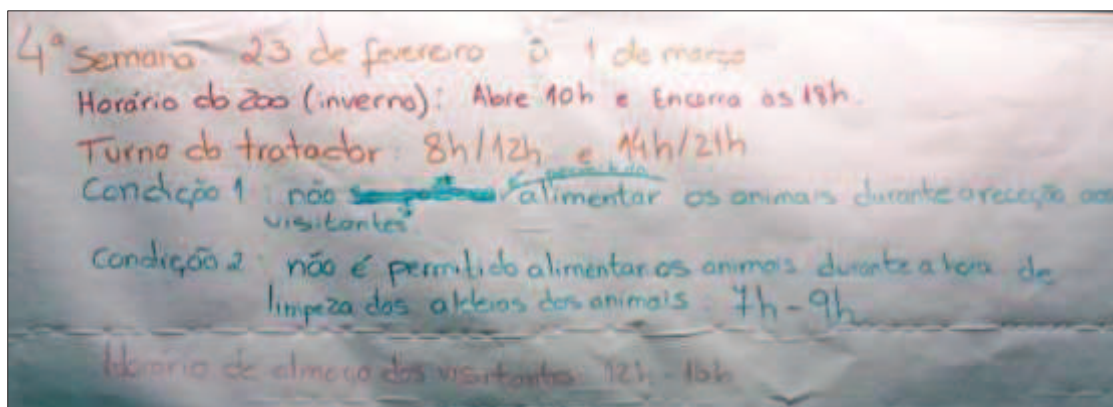 4ª Semana 23 de fevereiro à 1 de março
Horário do zoo (inverno): Abre 10h e Encerra as 18h.
Turno do tratador: 8h/12h e 14h/21h
é permitido
Condição 1: não alimentar os animais durante a receção aos
visitantes.
Condição 2: não é permitido alimentar os animais durante a hora de
limpeza das aldeias dos animais: 7h - 9h
Horário de almoço dos visitantes: 12h -